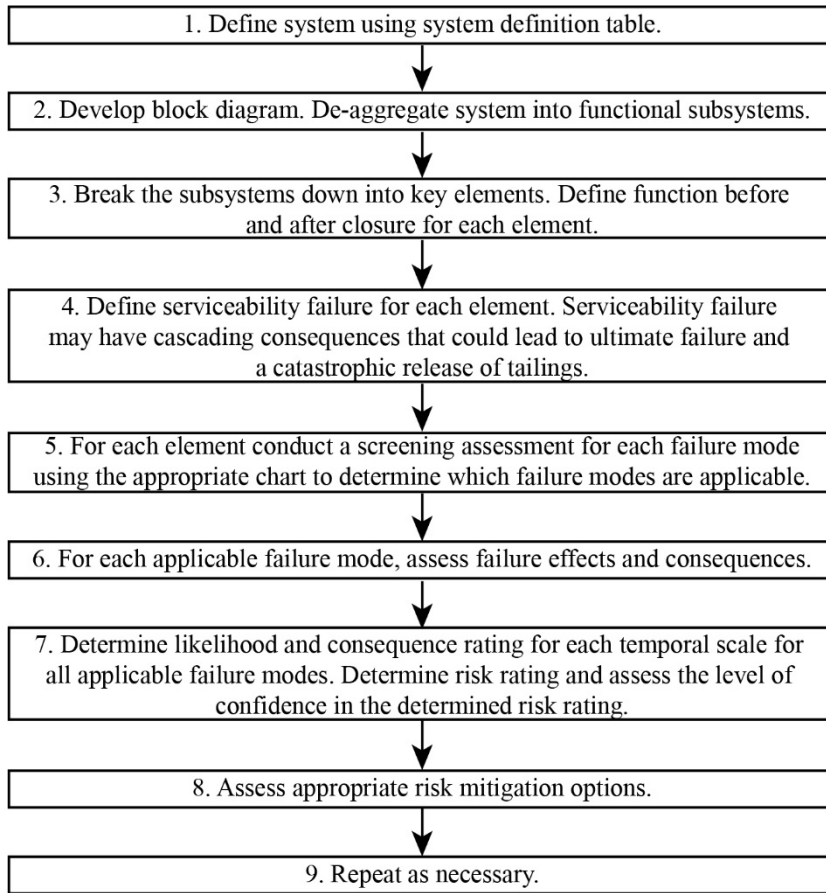 1. Define system using system definition table.
2. Develop block diagram. De-aggregate system into functional subsystems.
3. Break the subsystems down into key elements. Define function before
and after closure for each element.
4. Define serviceability failure for each element. Serviceability failure
may have cascading consequences that could lead to ultimate failure and
a catastrophic release of tailings.
5. For each element conduct a screening assessment for each failure mode
using the appropriate chart to determine which failure modes are applicable.
6. For each applicable failure mode, assess failure effects and consequences.
7. Determine likelihood and consequence rating for each temporal scale for
all applicable failure modes. Determine risk rating and assess the level of
confidence in the determined risk rating.
8. Assess appropriate risk mitigation options.
9. Repeat as necessary.